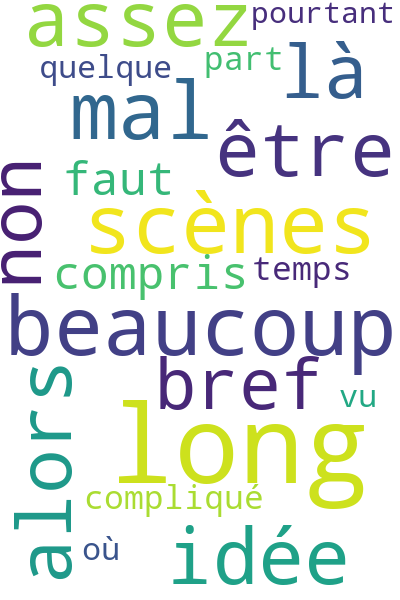 assez
pourtant
quelque
part
là
mal
être
non
faut
scènes
compris
temps
beaucoup
bref
vu
alors
long
compliqué
où
idée